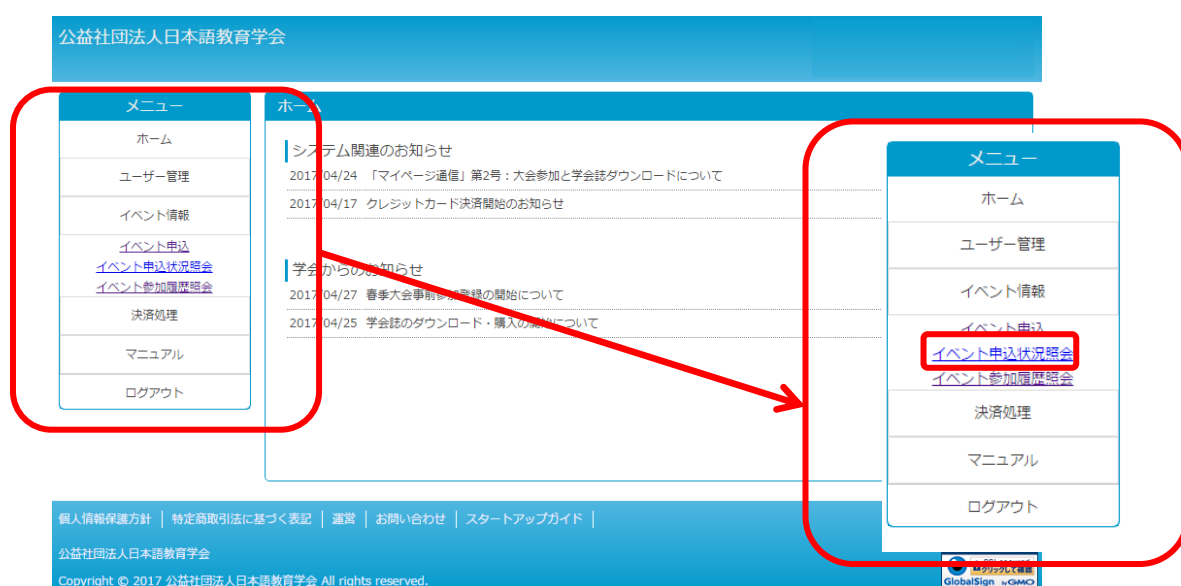 公益社団法人日本語教育学会
メニュー
ホーム
ユーザー管理
イベント情報
イベント申込
イベント申込状況照会
イベント参加履歴照会
決済処理
マニュアル
ログアウト
ホーム
システム関連のお知らせ
2017/04/24 「マイページ通信」第2号：大会参加と学会誌ダウンロードについて
2017/04/17 クレジットカード決済開始のお知らせ
学会からのお知らせ
2017/04/27 春季大会事前参加登録の開始について
2017/04/25 学会誌のダウンロード・購入の開始について
メニュー
ホーム
ユーザー管理
イベント情報
イベント申込
イベント申込状況照会
イベント参加履歴照会
決済処理
マニュアル
ログアウト
個人情報保護方針 | 特定商取引法に基づく表記 | 運営 | お問い合わせ | スタートアップガイド |
公益社団法人日本語教育学会
Copyright © 2017 公益社団法人日本語教育学会 All rights reserved.
クリックして確認
GlobalSign by GMO